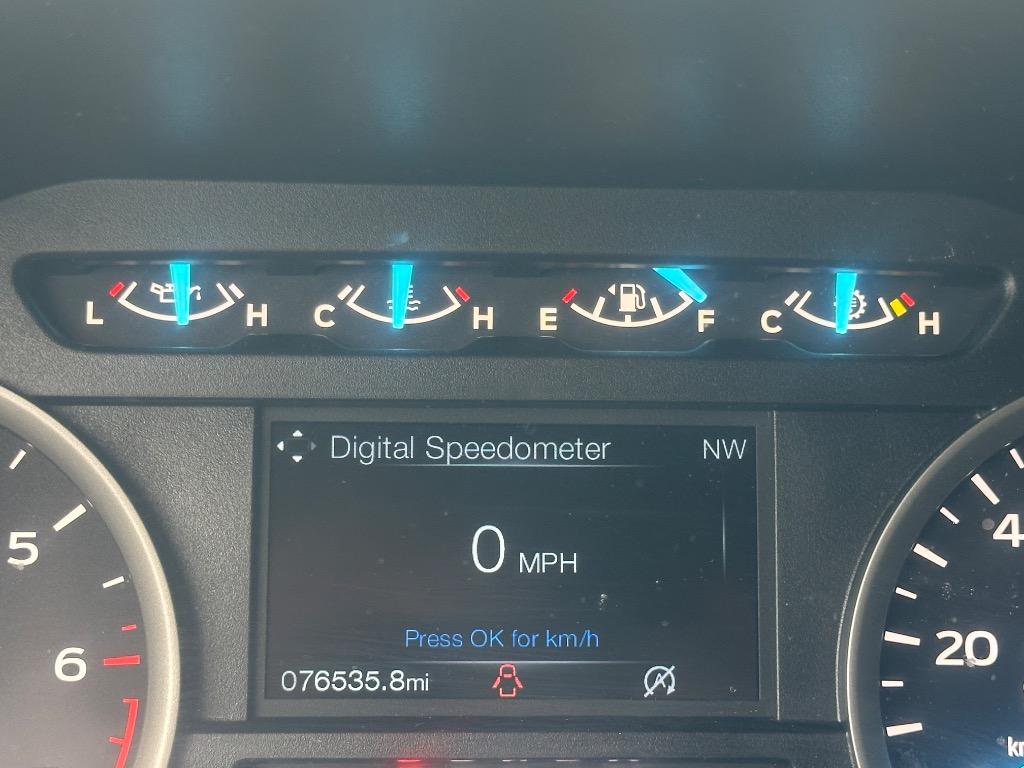 L H C H E F C H
Digital Speedometer NW
5
4
0 MPH
Press OK for km/h
6
20
076535.8mi